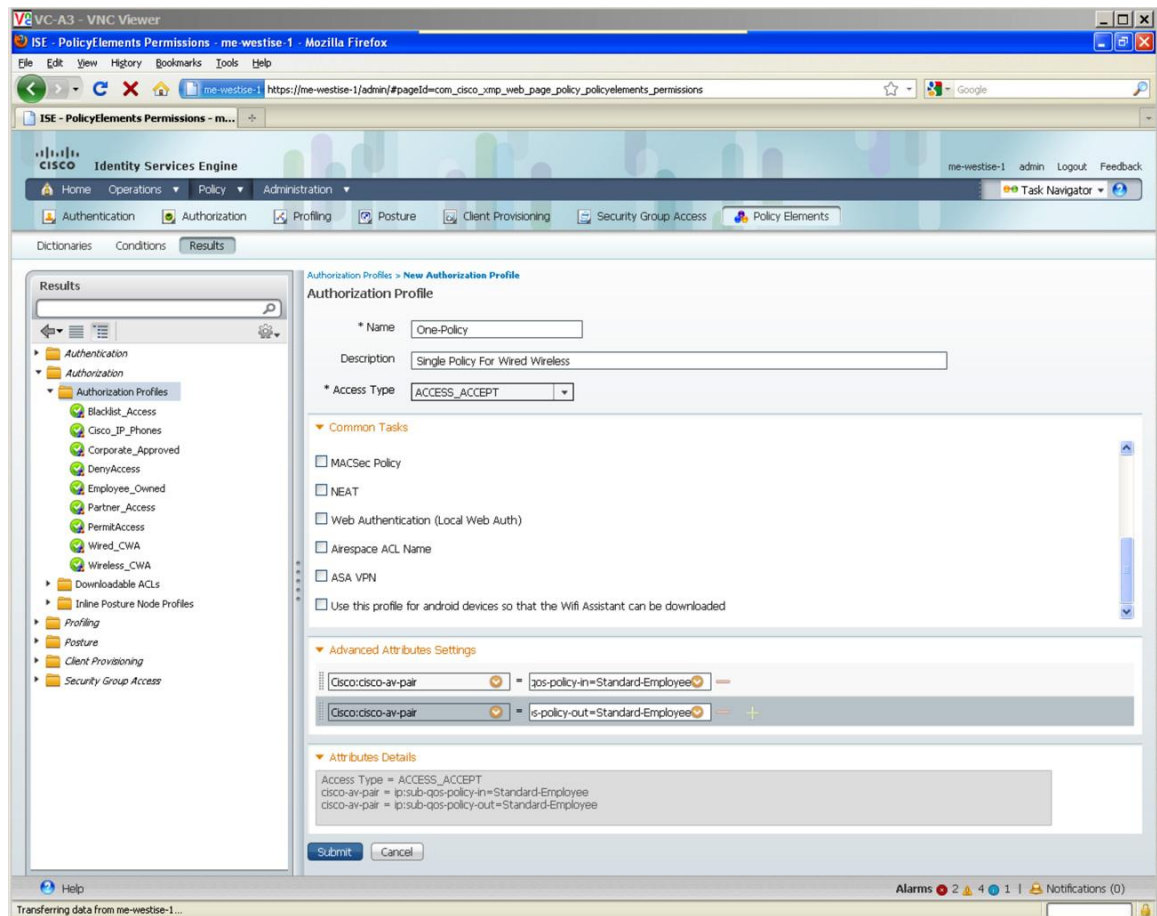 VC-A3 - VNC Viewer
ISE - PolicyElements Permissions - me-westise-1 - Mozilla Firefox
File Edit View History Bookmarks Tools Help
me-westise-1 https://me-westise-1/admin/#pageId=com_cisco_xmp_web_page_policy_policyelements_permissions
Google
ISE - PolicyElements Permissions - m...
CISCO Identity Services Engine
me-westise-1 admin Logout Feedback
Home Operations Policy Administration
Task Navigator
Authentication Authorization Profiling Posture Client Provisioning Security Group Access Policy Elements
Dictionaries Conditions Results
Results
Authentication
Authorization
Authorization Profiles
Blacklist_Access
Cisco_IP_Phones
Corporate_Approved
DenyAccess
Employee_Owned
Partner_Access
PermitAccess
Wired_CWA
Wireless_CWA
Downloadable ACLs
Inline Posture Node Profiles
Profiling
Posture
Client Provisioning
Security Group Access
Authorization Profiles > New Authorization Profile
Authorization Profile
* Name One-Policy
Description Single Policy For Wired Wireless
* Access Type ACCESS_ACCEPT
Common Tasks
MACSec Policy
NEAT
Web Authentication (Local Web Auth)
Airespace ACL Name
ASA VPN
Use this profile for android devices so that the Wifi Assistant can be downloaded
Advanced Attributes Settings
Cisco:cisco-av-pair = qos-policy-in=Standard-Employee
Cisco:cisco-av-pair = s-policy-out=Standard-Employee
Attributes Details
Access Type = ACCESS_ACCEPT
cisco-av-pair = ip:sub-qos-policy-in=Standard-Employee
cisco-av-pair = ip:sub-qos-policy-out=Standard-Employee
Submit Cancel
Help
Alarms 2 4 1 | Notifications (0)
Transferring data from me-westise-1...